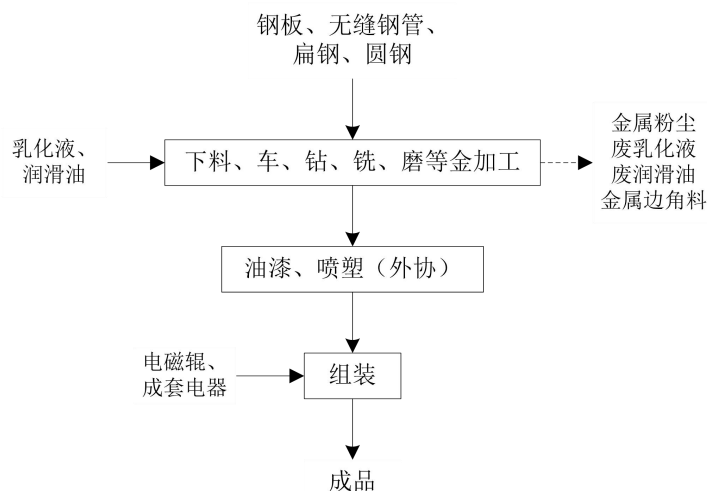 钢板、无缝钢管、
扁钢、圆钢
乳化液、
润滑油
下料、车、钻、铣、磨等金加工
金属粉尘
废乳化液
废润滑油
金属边角料
油漆、喷塑（外协）
电磁辊、
成套电器
组装
成品